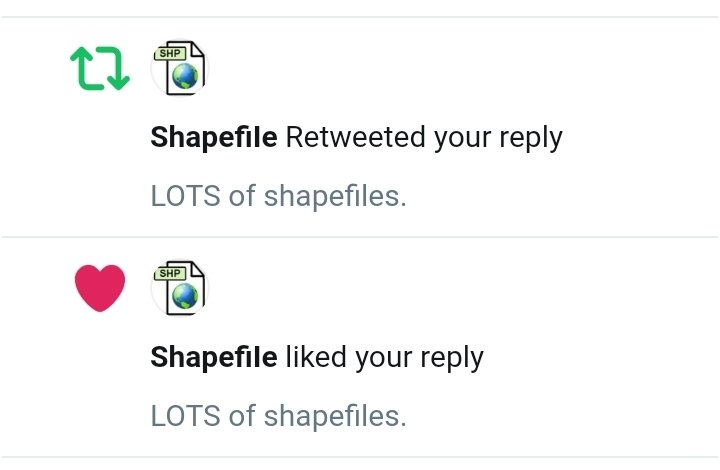 SHP
Shapefile Retweeted your reply
LOTS of shapefiles.
SHP
Shapefile liked your reply
LOTS of shapefiles.